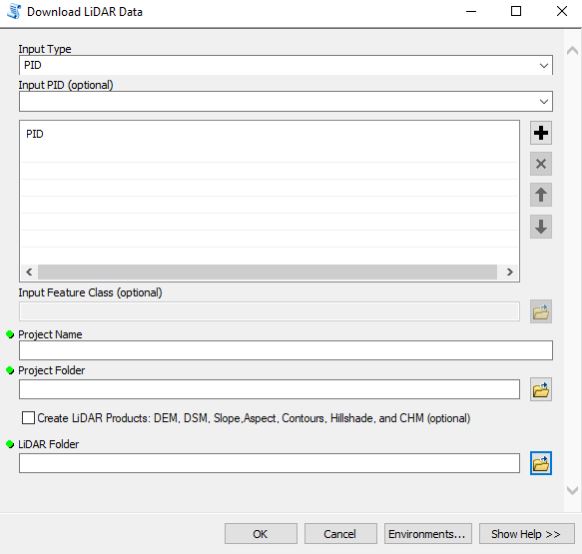 Download LiDAR Data
Input Type
PID
Input PID (optional)
PID
Input Feature Class (optional)
Project Name
Project Folder
Create LiDAR Products: DEM, DSM, Slope,Aspect, Contours, Hillshade, and CHM (optional)
LiDAR Folder
OK Cancel Environments... Show Help >>